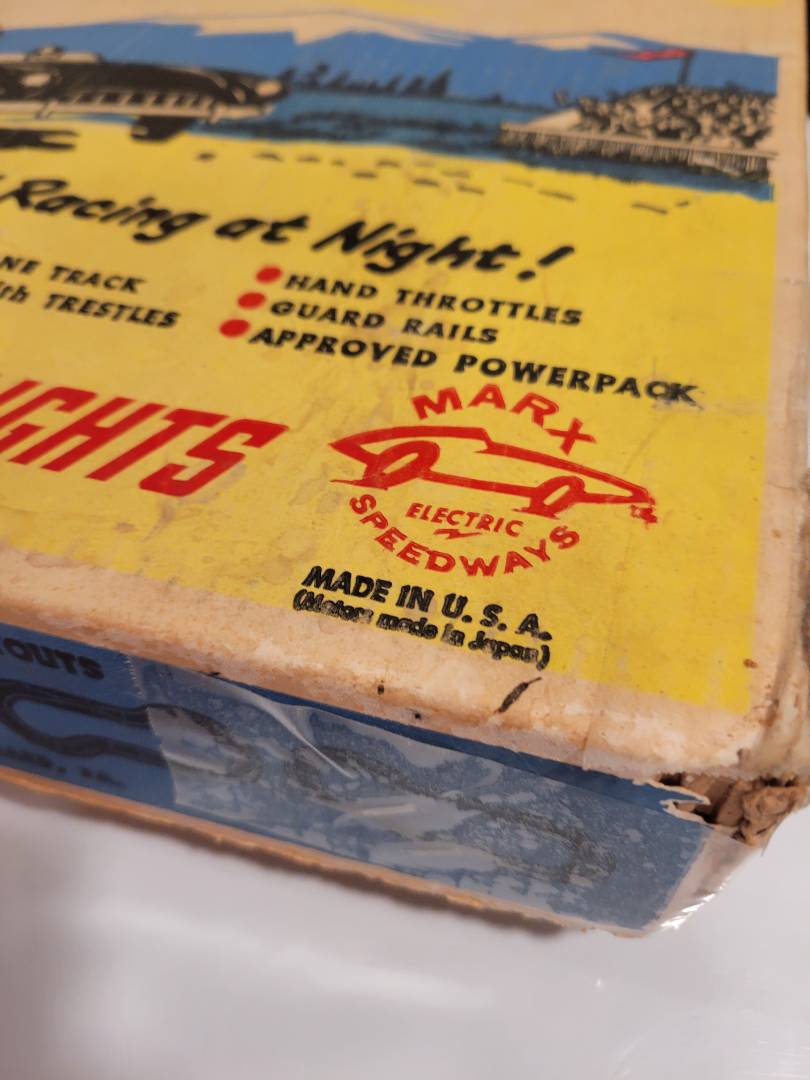 Racing at Night!
NE TRACK
ith TRESTLES
HAND THROTTLES
GUARD RAILS
APPROVED POWERPACK
IGHTS
MARX
ELECTRIC
SPEEDWAYS
MADE IN U.S.A.
(Motors made in Japan)
OUTS